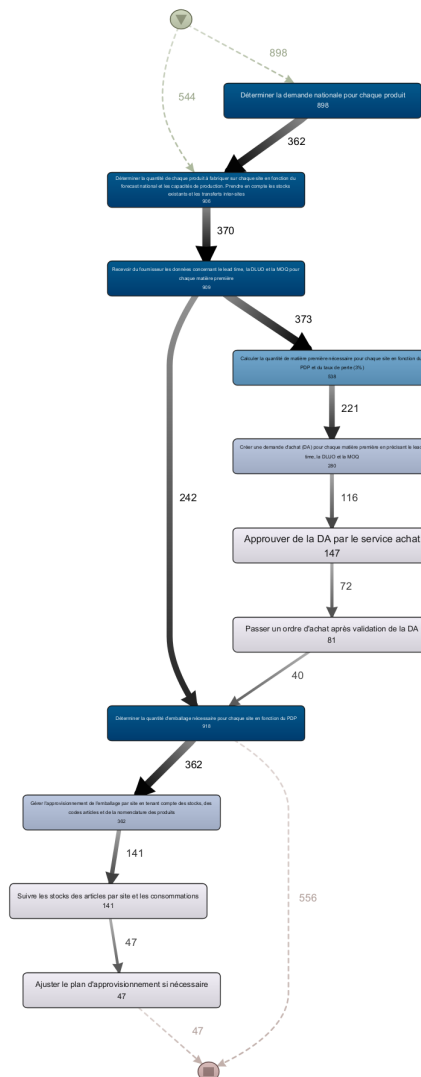 898
544
Déterminer la demande nationale pour chaque produit
898
362
Déterminer la quantité de chaque produit à fabriquer sur chaque site en fonction du
forecast national et les capacités de production. Prendre en compte les stocks
existants et les transferts inter-sites
370
Recevoir du fournisseur les données concernant le lead time, la DLUO et la MOQ pour
chaque matière première
909
373
Calculer la quantité de matière première nécessaire pour chaque site en fonction du
PDP et du taux de perte (3%)
221
Créer une demande d'achat (DA) pour chaque matière première en précisant le lead
time, la DLUO et la MOQ
280
242
116
Approuver de la DA par le service achat
147
72
Passer un ordre d'achat après validation de la DA
81
40
Déterminer la quantité d'emballage nécessaire pour chaque site en fonction du PDP
918
362
Gérer l'approvisionnement de l'emballage par site en tenant compte des stocks, des
codes articles et de la nomenclature des produits
362
141
556
Suivre les stocks des articles par site et les consommations
141
47
Ajuster le plan d'approvisionnement si nécessaire
47
47